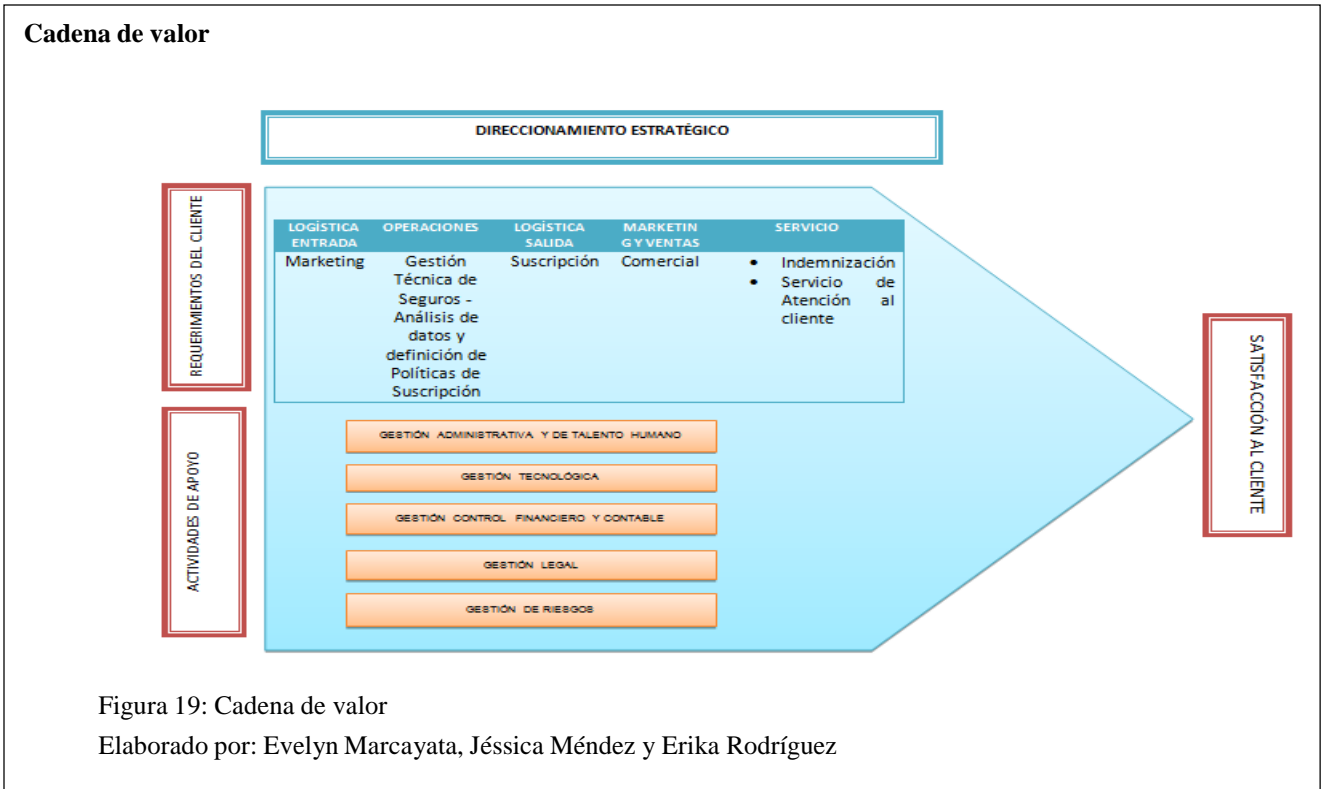 Cadena de valor
DIRECCIONAMIENTO ESTRATÉGICO
REQUERIMIENTOS DEL CLIENTE
LOGÍSTICA
ENTRADA
OPERACIONES
LOGÍSTICA
SALIDA
MARKETIN
G Y VENTAS
SERVICIO
Marketing
Gestión
Técnica de
Seguros -
Análisis de
datos y
definición de
Políticas de
Suscripción
Suscripción
Comercial
• Indemnización
• Servicio de
Atención al
cliente
ACTIVIDADES DE APOYO
GESTIÓN ADMINISTRATIVA Y DE TALENTO HUMANO
GESTIÓN TECNOLÓGICA
GESTIÓN CONTROL FINANCIERO Y CONTABLE
GESTIÓN LEGAL
GESTIÓN DE RIESGOS
SATISFACCIÓN AL CLIENTE
Figura 19: Cadena de valor
Elaborado por: Evelyn Marcayata, Jéssica Méndez y Erika Rodríguez